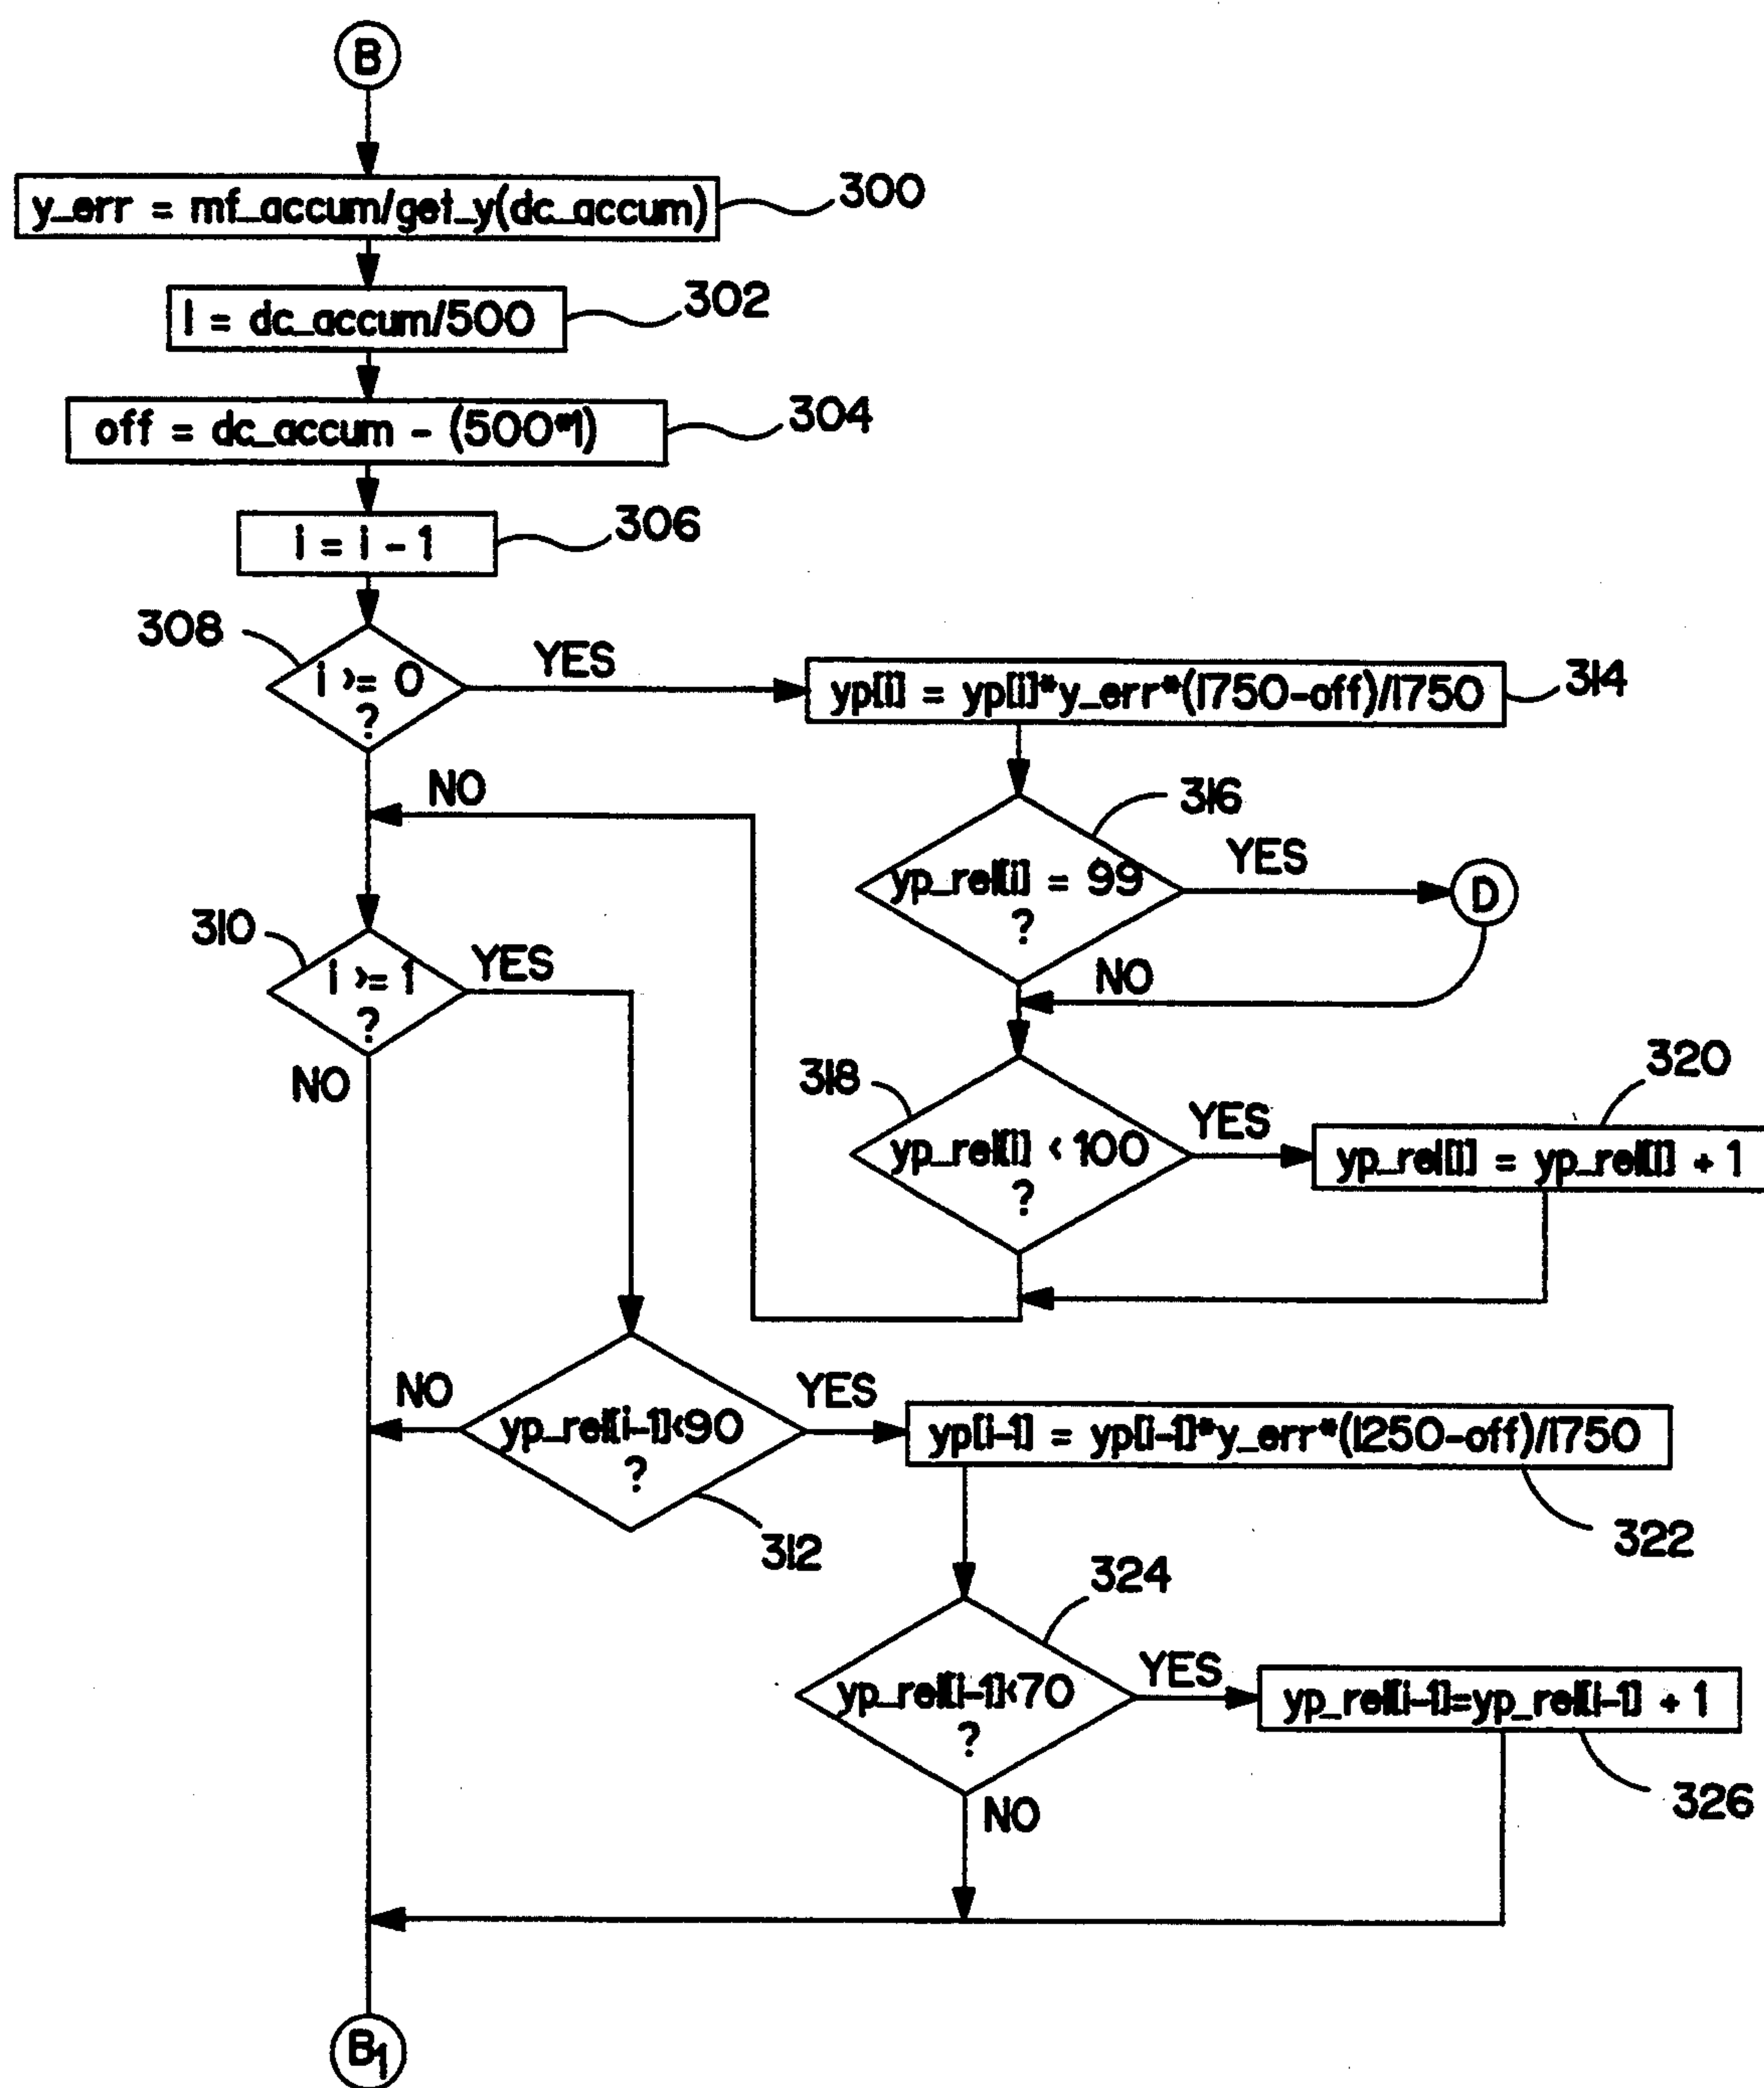 B
y_err = mf_accum/get_y(dc_accum)
300
i = dc_accum/500
302
off = dc_accum - (500*1)
304
i = i - 1
306
308
i >= 0
?
YES
yp[i] = yp[i]*y_err*(1750-off)/1750
314
NO
316
yp_rel[i] = 99
?
YES
D
NO
310
i >= 1
?
YES
NO
318
yp_rel[i] < 100
?
YES
320
yp_rel[i] = yp_rel[i] + 1
NO
yp_rel[i-1]<90
?
YES
312
yp[i-1] = yp[i-1]*y_err*(1250-off)/1750
322
324
yp_rel[i-1]<70
?
YES
yp_rel[i-1]=yp_rel[i-1] + 1
326
NO
B1